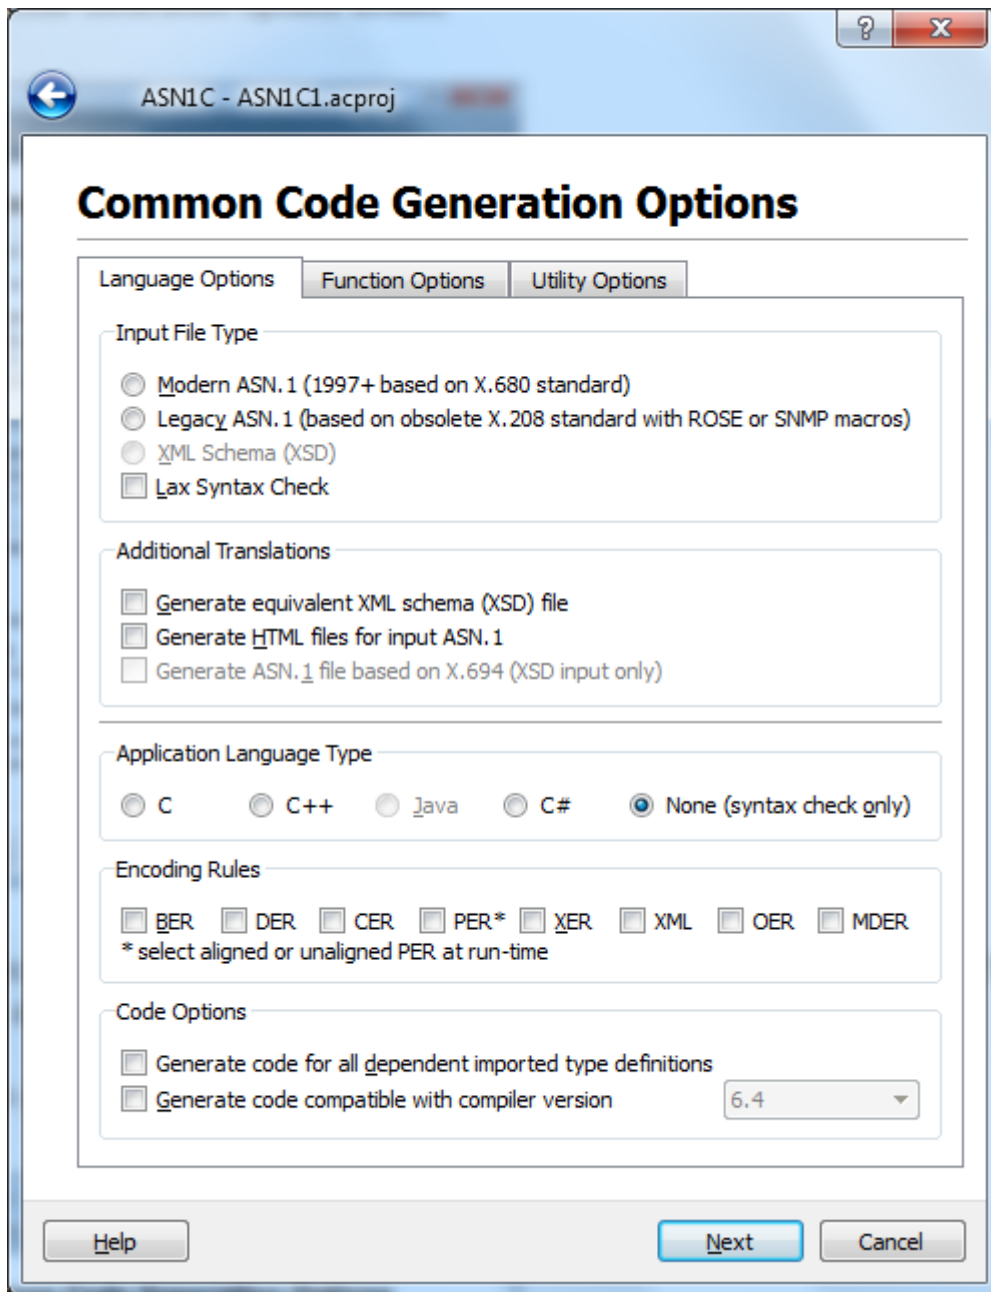 ASN1C - ASN1C1.acproj
Common Code Generation Options
Language Options Function Options Utility Options
Input File Type
Modern ASN.1 (1997+ based on X.680 standard)
Legacy ASN.1 (based on obsolete X.208 standard with ROSE or SNMP macros)
XML Schema (XSD)
Lax Syntax Check
Additional Translations
Generate equivalent XML schema (XSD) file
Generate HTML files for input ASN.1
Generate ASN.1 file based on X.694 (XSD input only)
Application Language Type
C C++ Java C# None (syntax check only)
Encoding Rules
BER DER CER PER* XER XML OER MDER
* select aligned or unaligned PER at run-time
Code Options
Generate code for all dependent imported type definitions
Generate code compatible with compiler version 6.4
Help Next Cancel